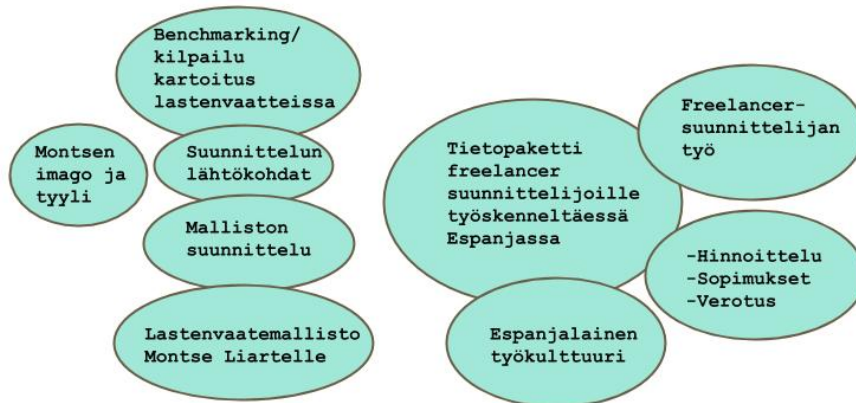 Benchmarking/
kilpailu
kartoitus
lastenvaatteissa
Montsen
imago ja
tyyli
Suunnittelun
lähtökohdat
Malliston
suunnittelu
Lastenvaatemallisto
Montse Liartelle
Tietopaketti
freelancer
suunnittelijoille
työskenneltäessä
Espanjassa
Freelancer-
suunnittelijan
työ
-Hinnoittelu
-Sopimukset
-Verotus
Espanjalainen
työkulttuuri